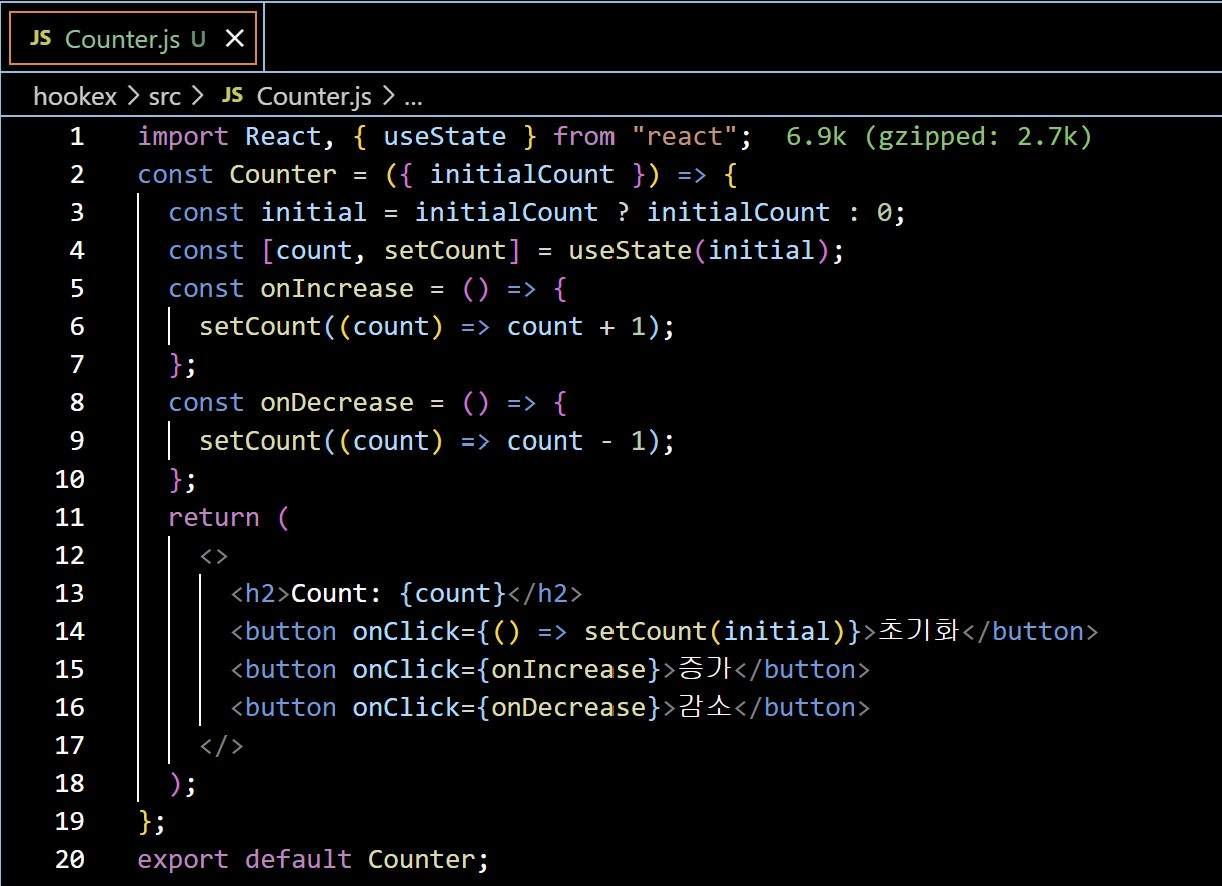 JS Counter.js U ×
hookex > src > JS Counter.js > ...
1 import React, { useState } from "react"; 6.9k (gzipped: 2.7k)
2 const Counter = ({ initialCount }) => {
3   const initial = initialCount ? initialCount : 0;
4   const [count, setCount] = useState(initial);
5   const onIncrease = () => {
6     setCount((count) => count + 1);
7   };
8   const onDecrease = () => {
9     setCount((count) => count - 1);
10   };
11   return (
12     <>
13       <h2>Count: {count}</h2>
14       <button onClick={() => setCount(initial)}>초기화</button>
15       <button onClick={onIncrease}>증가</button>
16       <button onClick={onDecrease}>감소</button>
17     </>
18   );
19 };
20 export default Counter;